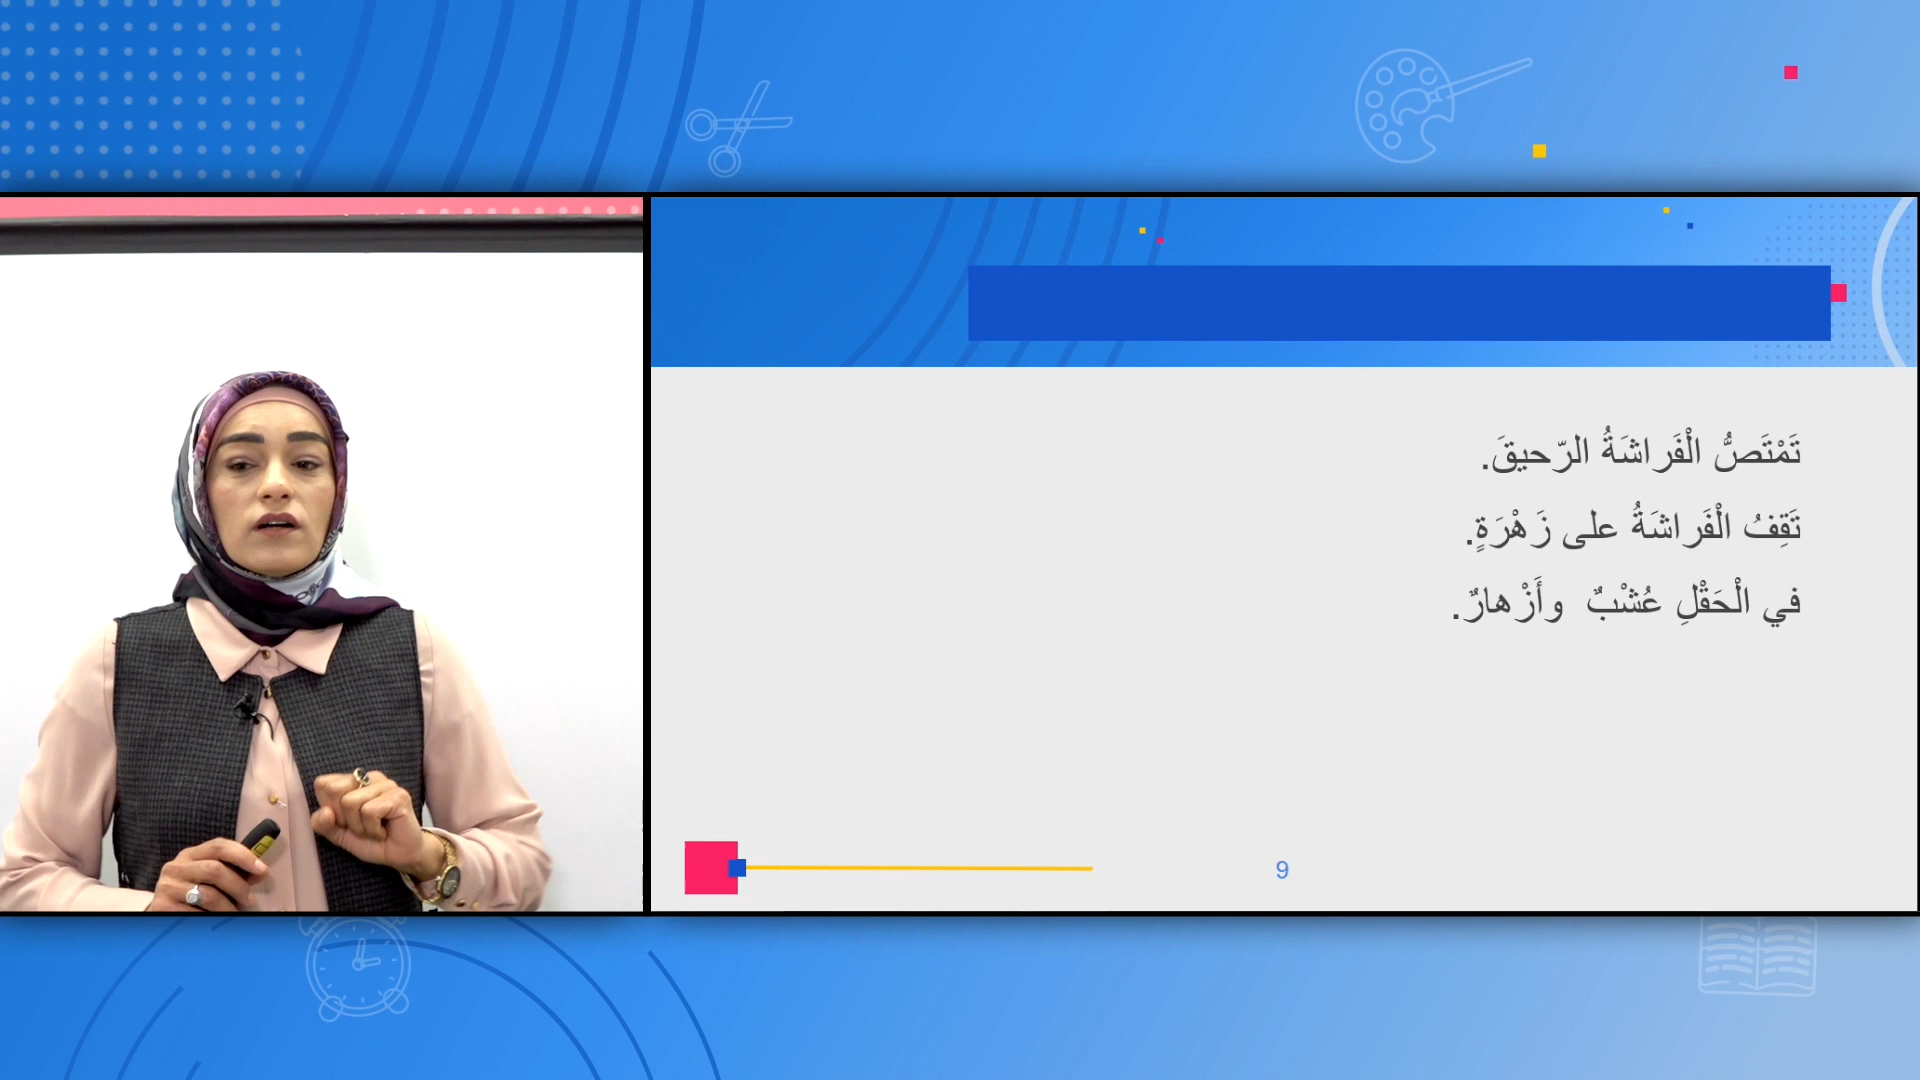 تَمْتَصُّ الْفَراشَةُ الرّحيقَ.
تَقِفُ الْفَراشَةُ على زَهْرَةٍ.
في الْحَقْلِ عُشْبٌ وأَزْهارٌ.
9